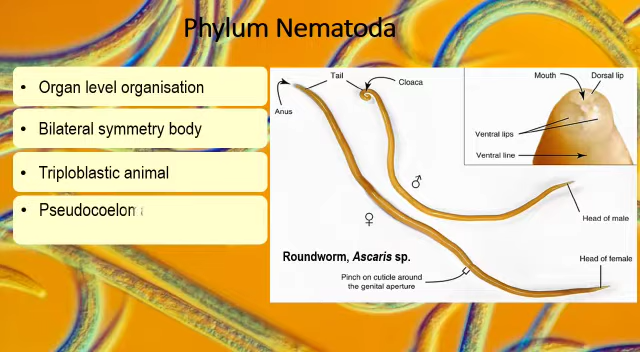 Phylum Nematoda
• Organ level organisation
• Bilateral symmetry body
• Triploblastic animal
Tail
Cloaca
Anus
Mouth
Dorsal lip
Ventral lips
Ventral line
♂
♀
Head of male
Roundworm, Ascaris sp.
Head of female
Pinch on cuticle around
the genital aperture